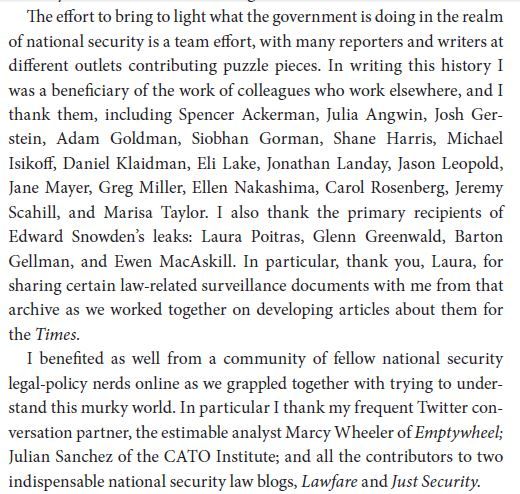 The effort to bring to light what the government is doing in the realm
of national security is a team effort, with many reporters and writers at
different outlets contributing puzzle pieces. In writing this history I
was a beneficiary of the work of colleagues who work elsewhere, and I
thank them, including Spencer Ackerman, Julia Angwin, Josh Ger-
stein, Adam Goldman, Siobhan Gorman, Shane Harris, Michael
Isikoff, Daniel Klaidman, Eli Lake, Jonathan Landay, Jason Leopold,
Jane Mayer, Greg Miller, Ellen Nakashima, Carol Rosenberg, Jeremy
Scahill, and Marisa Taylor. I also thank the primary recipients of
Edward Snowden’s leaks: Laura Poitras, Glenn Greenwald, Barton
Gellman, and Ewen MacAskill. In particular, thank you, Laura, for
sharing certain law-related surveillance documents with me from that
archive as we worked together on developing articles about them for
the Times.
I benefited as well from a community of fellow national security
legal-policy nerds online as we grappled together with trying to under-
stand this murky world. In particular I thank my frequent Twitter con-
versation partner, the estimable analyst Marcy Wheeler of Emptywheel;
Julian Sanchez of the CATO Institute; and all the contributors to two
indispensable national security law blogs, Lawfare and Just Security.